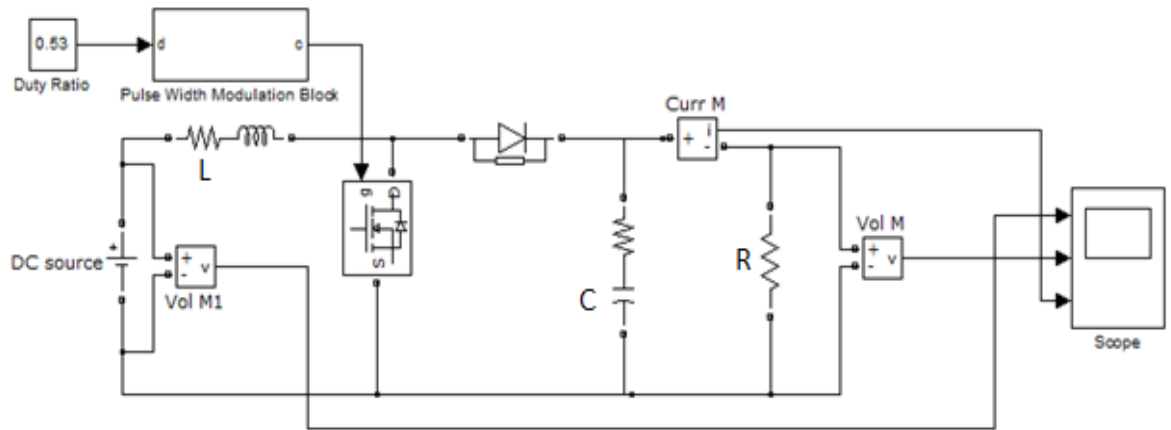 0.53
Duty Ratio
d
c
Pulse Width Modulation Block
Curr M
+
i
-
L
g
S
DC source
+
+
-
v
Vol M1
C
R
Vol M
+
-
v
Scope